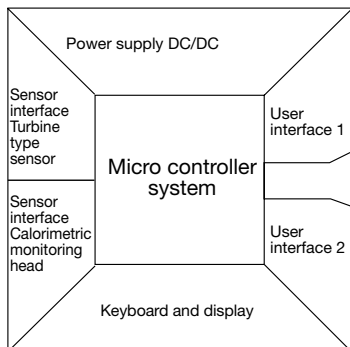 Power supply DC/DC
Sensor
interface
Turbine
type
sensor
User
interface 1
Micro controller
system
Sensor
interface
Calorimetric
monitoring
head
User
interface 2
Keyboard and display